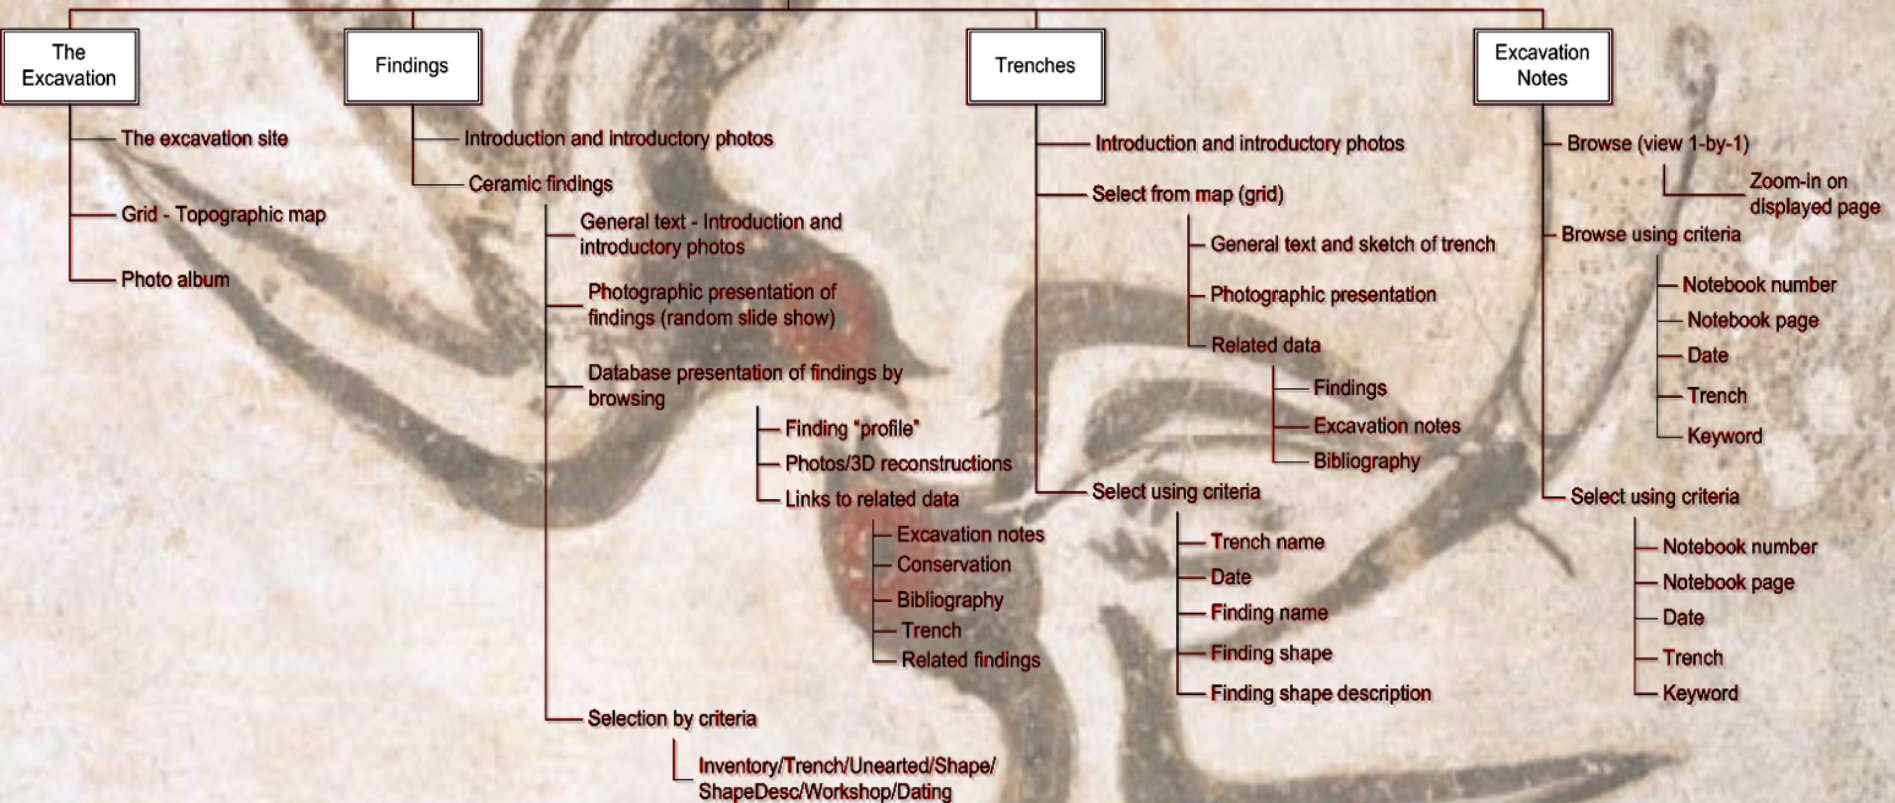 The
Excavation
The excavation site
Grid - Topographic map
Photo album
Findings
Introduction and introductory photos
Ceramic findings
General text - Introduction and
introductory photos
Photographic presentation of
findings (random slide show)
Database presentation of findings by
browsing
Finding "profile"
Photos/3D reconstructions
Links to related data
Excavation notes
Conservation
Bibliography
Trench
Related findings
Selection by criteria
Inventory/Trench/Unearted/Shape/
ShapeDesc/Workshop/Dating
Trenches
Introduction and introductory photos
Select from map (grid)
General text and sketch of trench
Photographic presentation
Related data
Findings
Excavation notes
Bibliography
Select using criteria
Trench name
Date
Finding name
Finding shape
Finding shape description
Excavation
Notes
Browse (view 1-by-1)
Zoom-in on
displayed page
Browse using criteria
Notebook number
Notebook page
Date
Trench
Keyword
Select using criteria
Notebook number
Notebook page
Date
Trench
Keyword